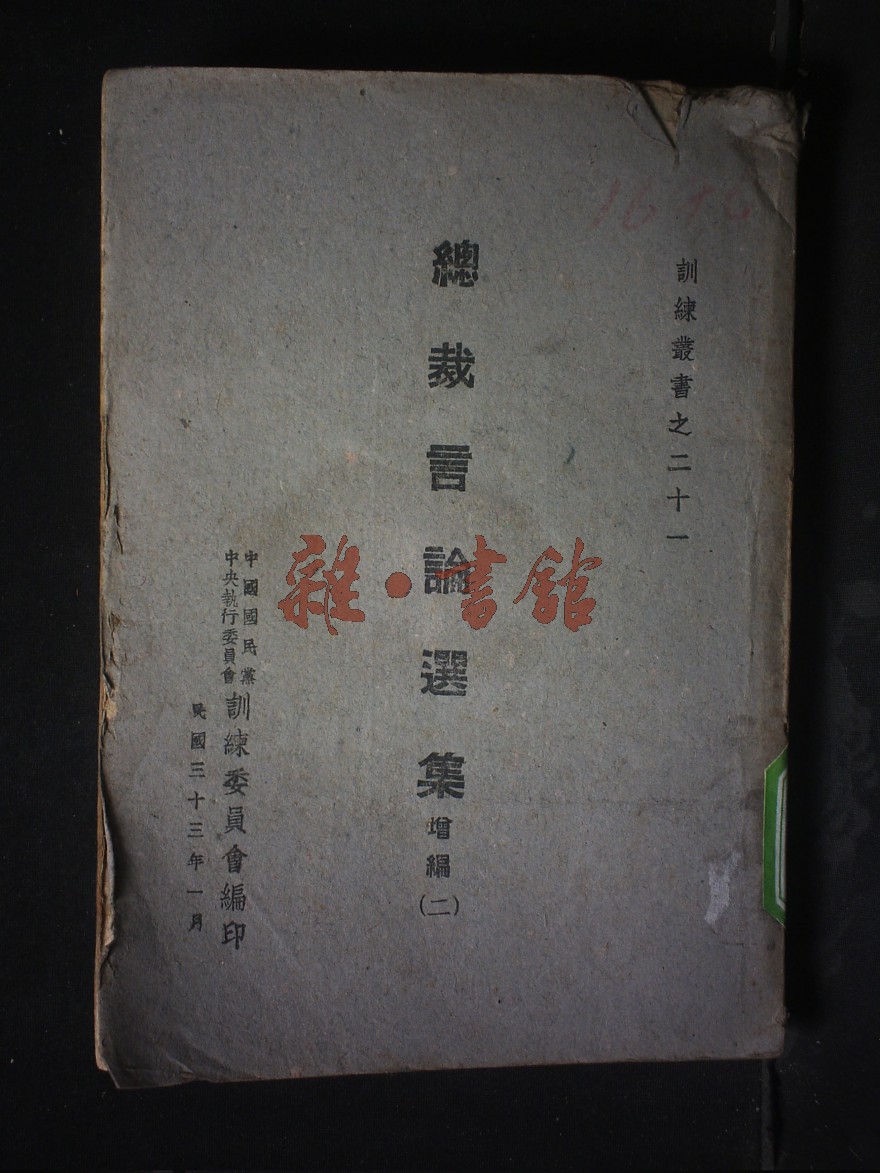 訓練叢書之二十一
總裁言論選集增編(二)
中國國民黨
中央執行委員會
訓練委員會編印
民國三十三年一月
雜·書舘